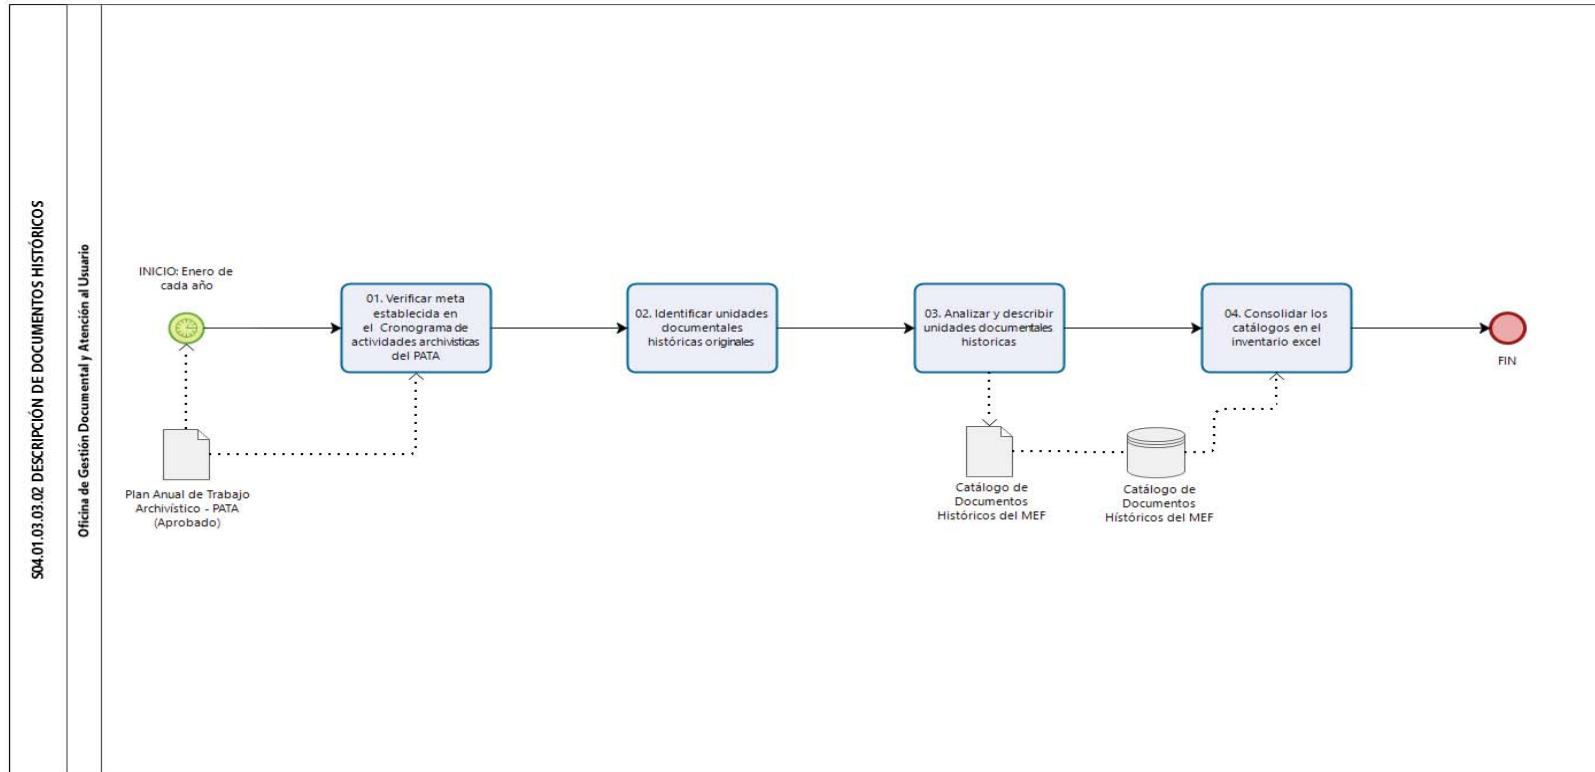 S04.01.03.03.02 DESCRIPCIÓN DE DOCUMENTOS HISTÓRICOS
Oficina de Gestión Documental y Atención al Usuario
INICIO: Enero de
cada año
01. Verificar meta
establecida en
el Cronograma de
actividades archivísticas
del PATA
02. Identificar unidades
documentales
históricas originales
03. Analizar y describir
unidades documentales
historicas
04. Consolidar los
catálogos en el
inventario excel
FIN
Plan Anual de Trabajo
Archivístico - PATA
(Aprobado)
Catálogo de
Documentos
Históricos del MEF
Catálogo de
Documentos
Históricos del MEF